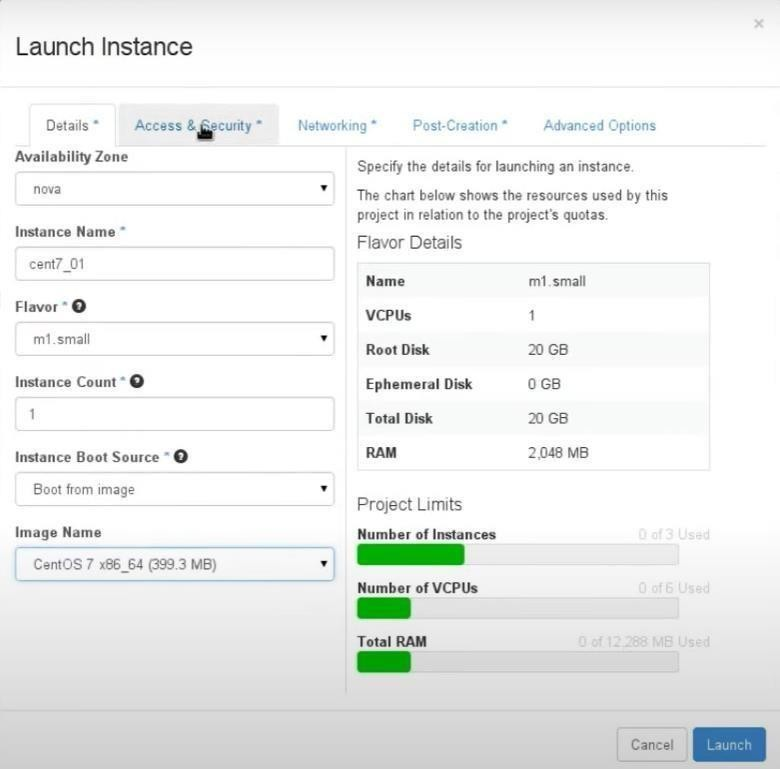 ×
Launch Instance
Details * Access & Security * Networking * Post-Creation * Advanced Options
Availability Zone
nova
Instance Name *
cent7_01
Flavor * ?
m1.small
Instance Count * ?
1
Instance Boot Source * ?
Boot from image
Image Name
CentOS 7 x86_64 (399.3 MB)
Specify the details for launching an instance.
The chart below shows the resources used by this
project in relation to the project's quotas.
Flavor Details
Name m1.small
VCPUs 1
Root Disk 20 GB
Ephemeral Disk 0 GB
Total Disk 20 GB
RAM 2,048 MB
Project Limits
Number of Instances 0 of 3 Used
Number of VCPUs 0 of 6 Used
Total RAM 0 of 12,288 MB Used
Cancel Launch